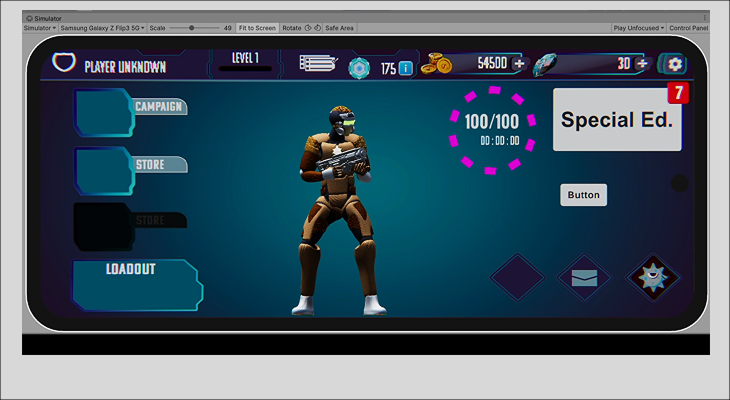 Simulator
Simulator Samsung Galaxy Z Flip3 5G Scale 49 Fit to Screen Rotate Safe Area Play Unfocused Control Panel
PLAYER UNKNOWN LEVEL 1 175 i 54500 + 30 +
7
CAMPAIGN
100/100
00:00:00
Special Ed.
STORE
Button
STORE
LOADOUT